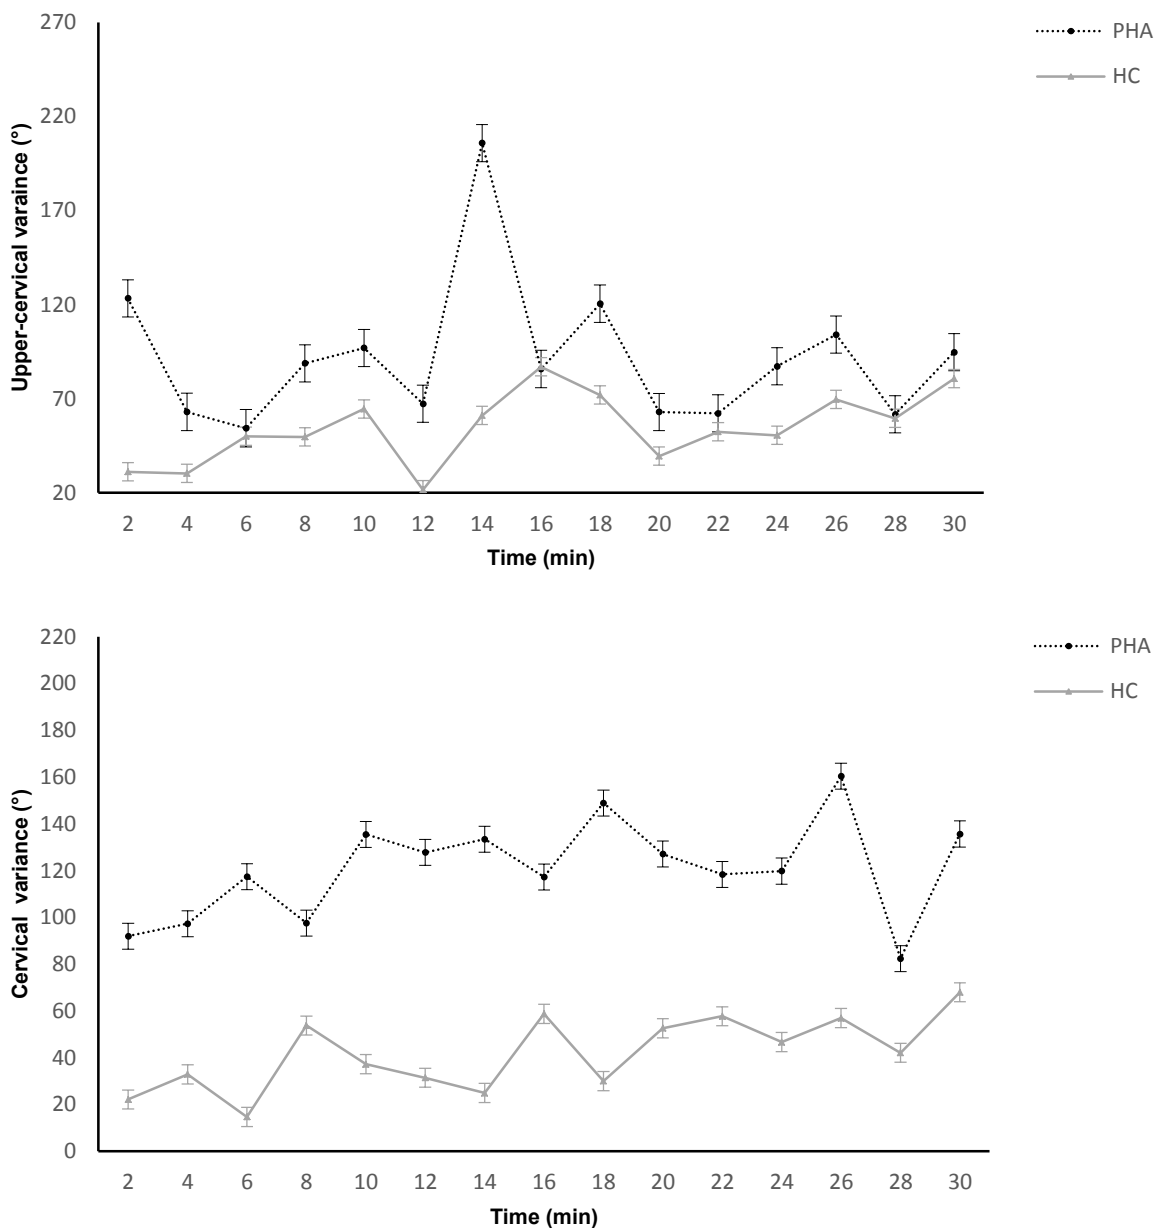 270
220
170
120
70
20
Upper-cervical varaince (°)
2 4 6 8 10 12 14 16 18 20 22 24 26 28 30
Time (min)
PHA
HC
220
200
180
160
140
120
100
80
60
40
20
0
Cervical variance (°)
2 4 6 8 10 12 14 16 18 20 22 24 26 28 30
Time (min)
PHA
HC